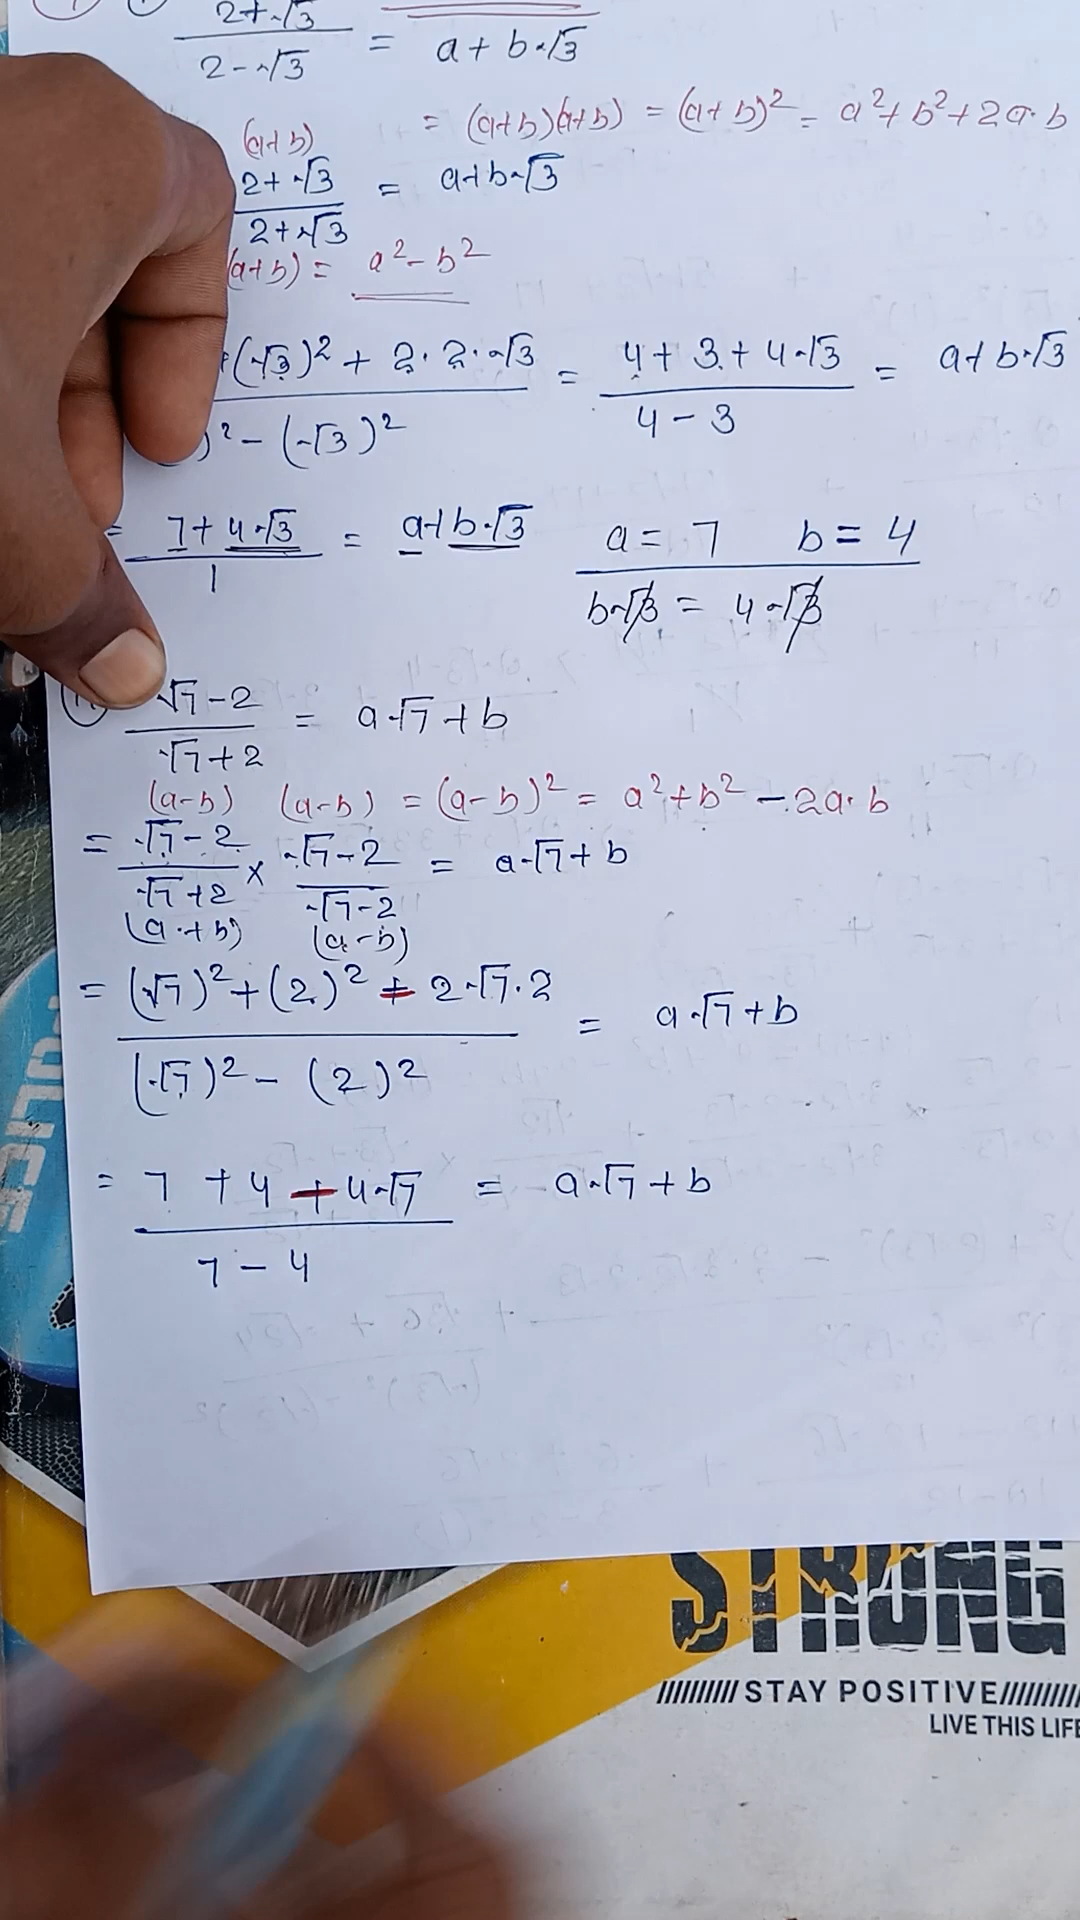 2+√3 / 2-√3 = a+b√3
= (a+b)(a+b) = (a+b)² = a²+b²+2a·b
(a+b)
2+√3 / 2+√3 = a+b√3
(a+b) = a²-b²
(√3)² + 2·2·√3 / )² - (√3)² = 4+3+4√3 / 4-3 = a+b√3
= 7+4√3 / 1 = a+b√3 a = 7 b = 4
b√3 = 4√3
√7-2 / √7+2 = a√7+b
(a-b) (a-b) = (a-b)² = a²+b²-2a·b
= √7-2 / √7+2 × √7-2 / √7-2 = a√7+b
(a+b) (a-b)
= (√7)²+(2)² ∓ 2·√7·2 / (√7)² - (2)² = a√7+b
= 7+4+4√7 / 7-4 = a√7+b
POLICE
STRONG
STAY POSITIVE
LIVE THIS LIFE